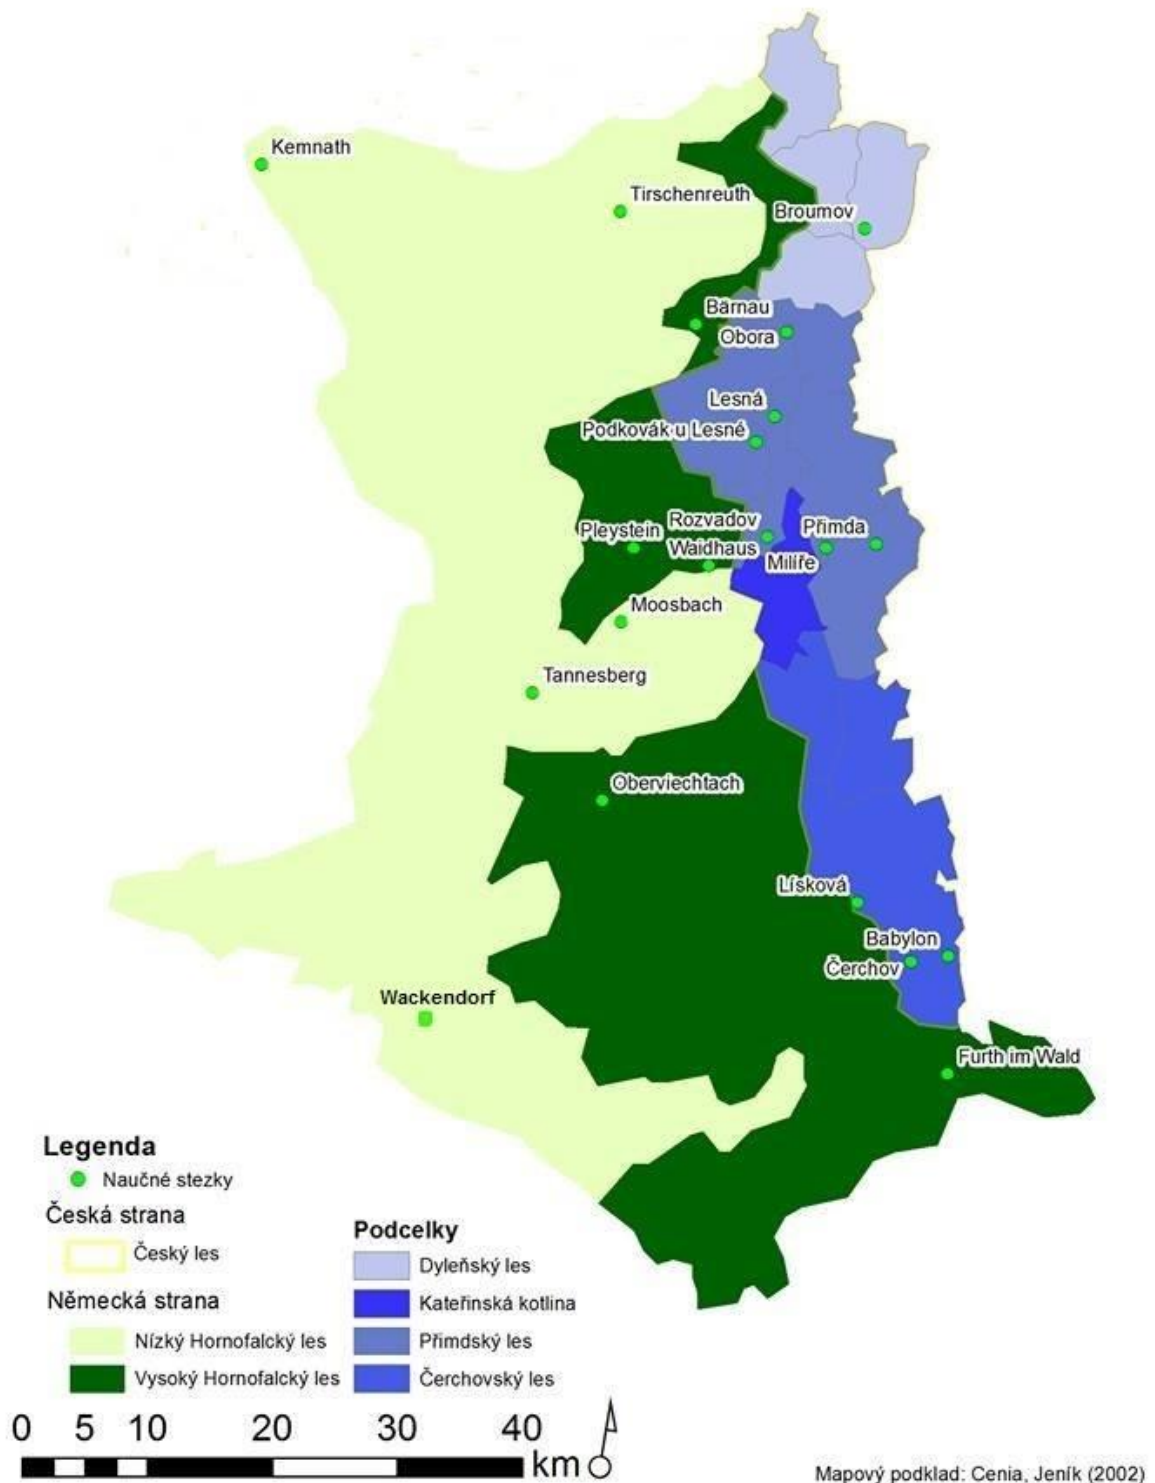 Kemnath
Tirschenreuth
Broumov
Bärnau
Obora
Lesná
Podkovák u Lesné
Rozvadov
Přimda
Pleystein
Waidhaus
Milíře
Moosbach
Tannesberg
Oberviechtach
Lísková
Babylon
Čerchov
Wackendorf
Furth im Wald
Legenda
Naučné stezky
Česká strana
Český les
Německá strana
Nízký Hornofalcký les
Vysoký Hornofalcký les
Podcelky
Dyleňský les
Kateřinská kotlina
Přimdský les
Čerchovský les
0 5 10 20 30 40
km
Mapový podklad: Cenia, Jeník (2002)